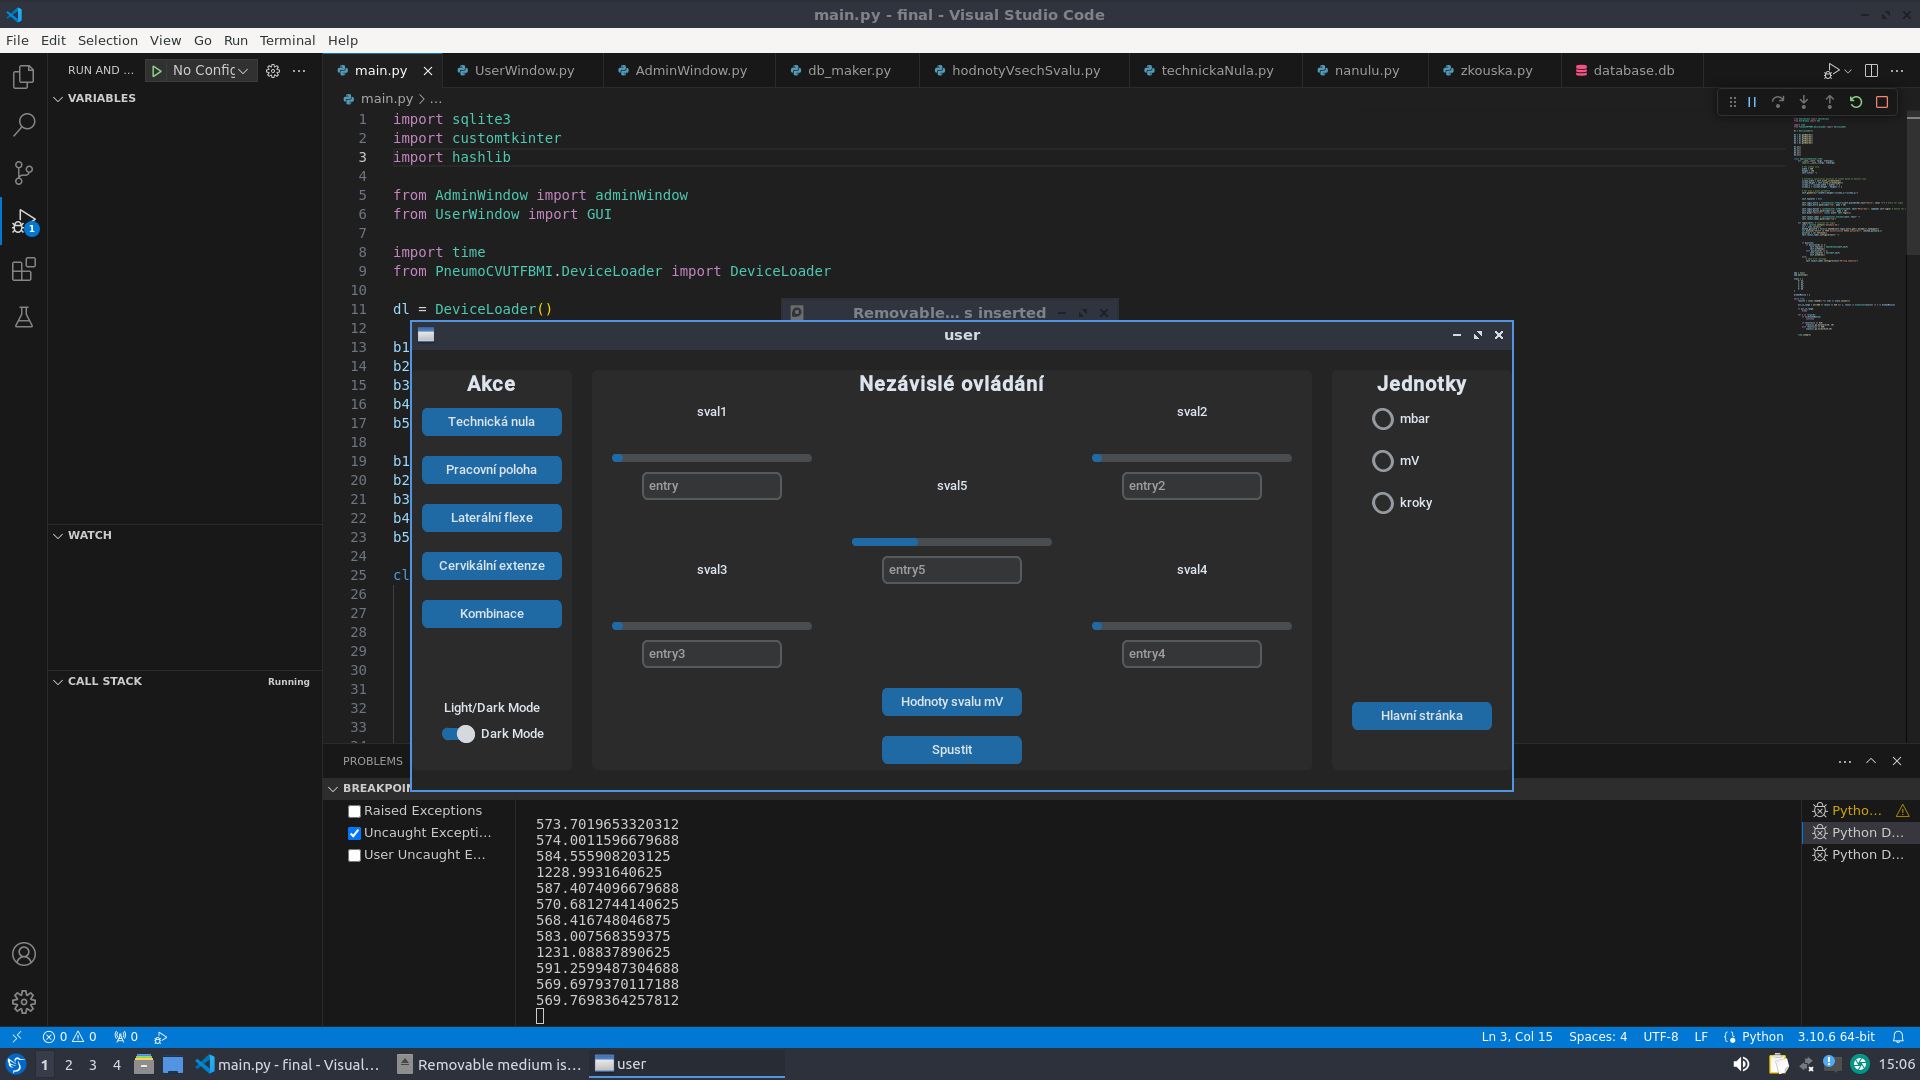 main.py - final - Visual Studio Code
File Edit Selection View Go Run Terminal Help
RUN AND ... No Config
main.py UserWindow.py AdminWindow.py db_maker.py hodnotyVsechSvalu.py technickaNula.py nanulu.py zkouska.py database.db
VARIABLES
main.py > ...
1 import sqlite3
2 import customtkinter
3 import hashlib
4
5 from AdminWindow import adminWindow
6 from UserWindow import GUI
7
8 import time
9 from PneumoCVUTFBMI.DeviceLoader import DeviceLoader
10
11 dl = DeviceLoader()
12
13 b1
14 b2
15 b3
16 b4
17 b5
18
19 b1
20 b2
21 b3
22 b4
23 b5
24
25 cl
26
27
28
29
30
31
32
33
Removable... s inserted
user
Akce
Technická nula
Pracovní poloha
Laterální flexe
Cervikální extenze
Kombinace
Light/Dark Mode
Dark Mode
Nezávislé ovládání
sval1
entry
sval2
entry2
sval5
entry5
sval3
entry3
sval4
entry4
Hodnoty svalu mV
Spustit
Jednotky
mbar
mV
kroky
Hlavní stránka
WATCH
CALL STACK Running
PROBLEMS
BREAKPOIN
Raised Exceptions
Uncaught Excepti...
User Uncaught E...
573.7019653320312
574.0011596679688
584.555908203125
1228.9931640625
587.4074096679688
570.6812744140625
568.416748046875
583.007568359375
1231.08837890625
591.2599487304688
569.6979370117188
569.7698364257812
Pytho...
Python D...
Python D...
1
0 0 0
Ln 3, Col 15 Spaces: 4 UTF-8 LF Python 3.10.6 64-bit
1 2 3 4 main.py - final - Visual... Removable medium is... user 15:06